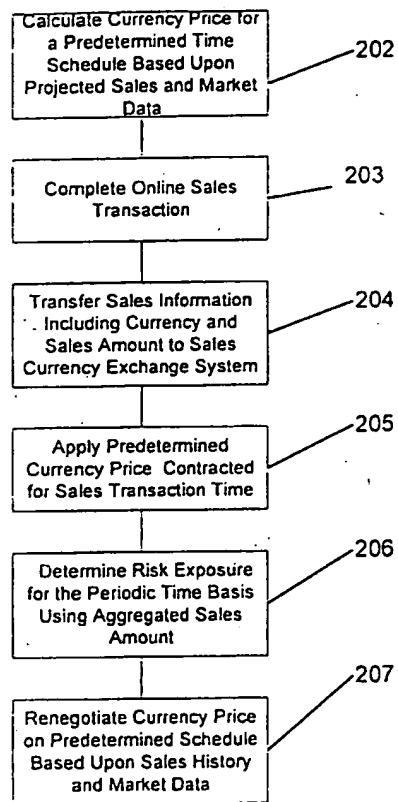 Calculate Currency Price for
a Predetermined Time
Schedule Based Upon
Projected Sales and Market
Data
202
Complete Online Sales
Transaction
203
Transfer Sales Information
Including Currency and
Sales Amount to Sales
Currency Exchange System
204
Apply Predetermined
Currency Price Contracted
for Sales Transaction Time
205
Determine Risk Exposure
for the Periodic Time Basis
Using Aggregated Sales
Amount
206
Renegotiate Currency Price
on Predetermined Schedule
Based Upon Sales History
and Market Data
207